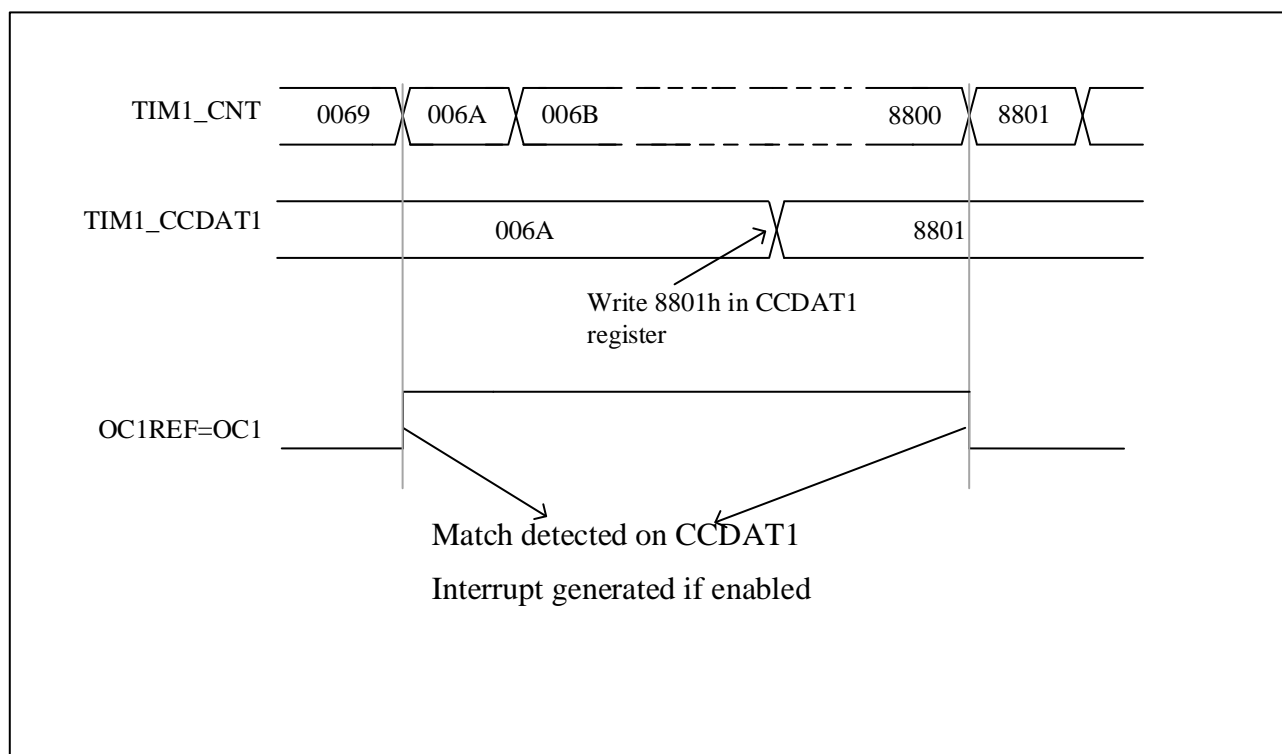 TIM1_CNT
0069
006A
006B
8800
8801
TIM1_CCDAT1
006A
8801
Write 8801h in CCDAT1
register
OC1REF=OC1
Match detected on CCDAT1
Interrupt generated if enabled